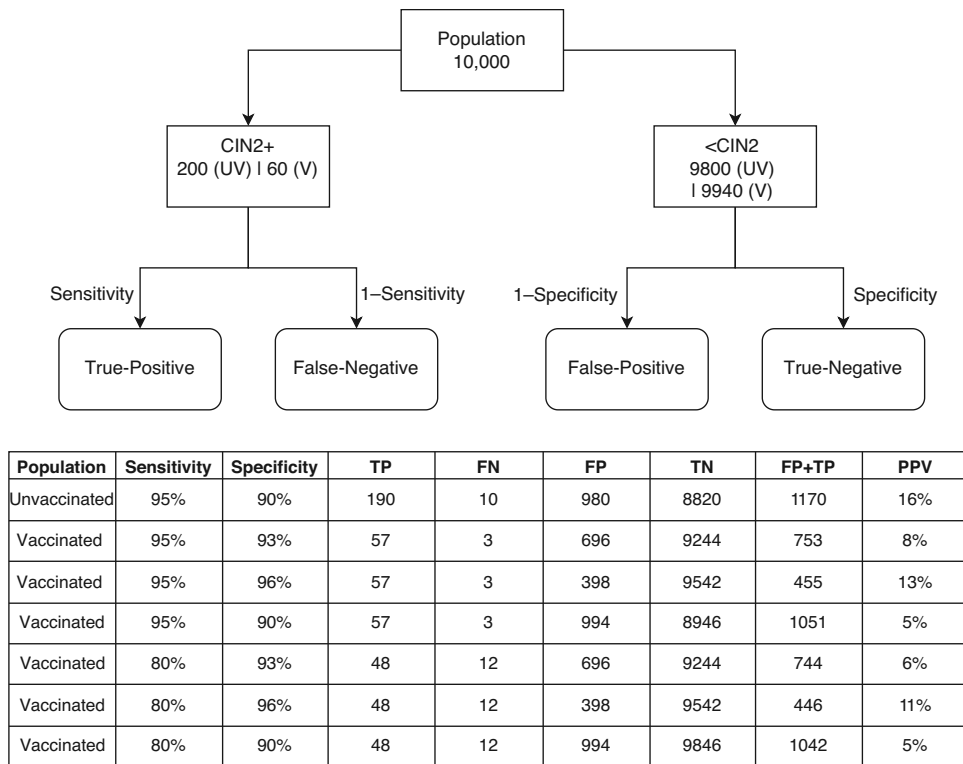 Population
10,000
CIN2+
200 (UV) I 60 (V)
<CIN2
9800 (UV)
I 9940 (V)
Sensitivity
1–Sensitivity
1–Specificity
Specificity
True-Positive
False-Negative
False-Positive
True-Negative
Population Sensitivity Specificity TP FN FP TN FP+TP PPV
Unvaccinated 95% 90% 190 10 980 8820 1170 16%
Vaccinated 95% 93% 57 3 696 9244 753 8%
Vaccinated 95% 96% 57 3 398 9542 455 13%
Vaccinated 95% 90% 57 3 994 8946 1051 5%
Vaccinated 80% 93% 48 12 696 9244 744 6%
Vaccinated 80% 96% 48 12 398 9542 446 11%
Vaccinated 80% 90% 48 12 994 9846 1042 5%